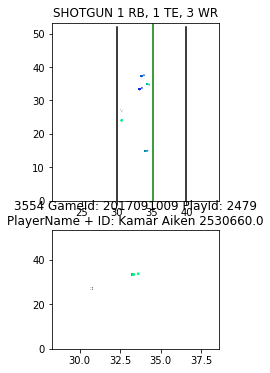 SHOTGUN 1 RB, 1 TE, 3 WR
50
40
30
20
10
0
25 30 35 40
3554 GameId: 2017091009 PlayId: 2479
PlayerName + ID: Kamar Aiken 2530660.0
40
20
0
30.0 32.5 35.0 37.5